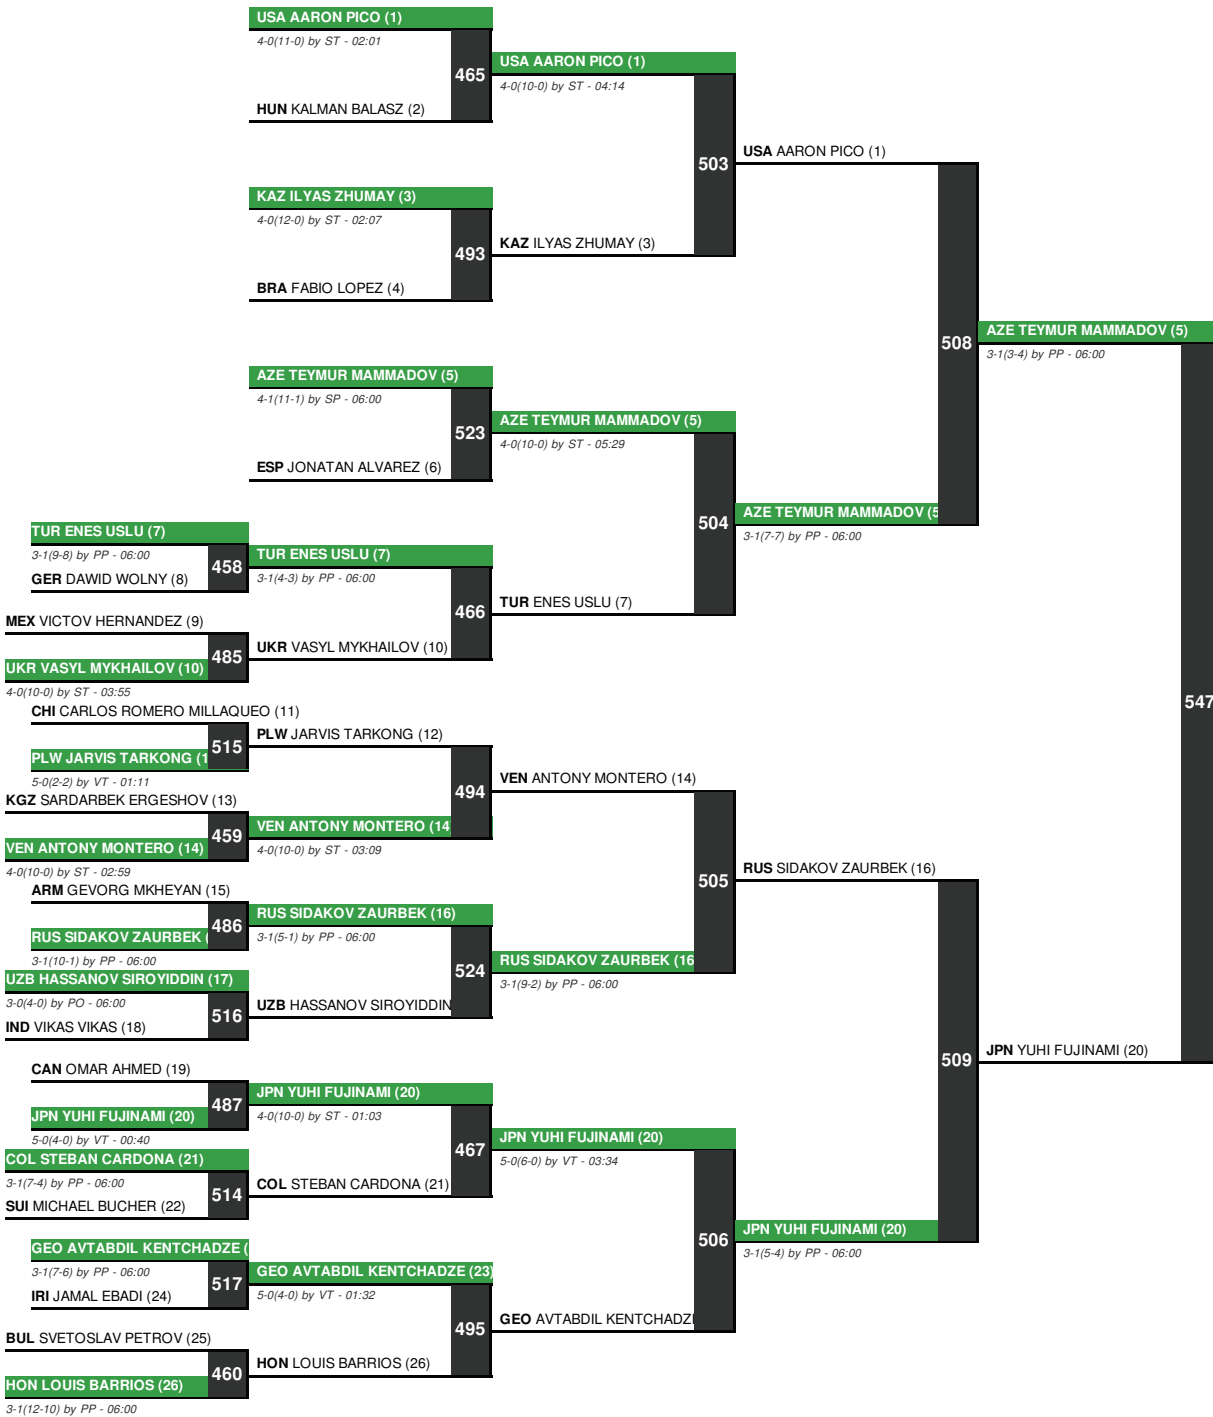 USA AARON PICO (1)
4-0(11-0) by ST - 02:01
465
HUN KALMAN BALASZ (2)
USA AARON PICO (1)
4-0(10-0) by ST - 04:14
503
USA AARON PICO (1)
KAZ ILYAS ZHUMAY (3)
4-0(12-0) by ST - 02:07
493
BRA FABIO LOPEZ (4)
KAZ ILYAS ZHUMAY (3)
508
AZE TEYMUR MAMMADOV (5)
3-1(3-4) by PP - 06:00
AZE TEYMUR MAMMADOV (5)
4-1(11-1) by SP - 06:00
523
ESP JONATAN ALVAREZ (6)
AZE TEYMUR MAMMADOV (5)
4-0(10-0) by ST - 05:29
504
AZE TEYMUR MAMMADOV (5
3-1(7-7) by PP - 06:00
TUR ENES USLU (7)
3-1(9-8) by PP - 06:00
458
GER DAWID WOLNY (8)
TUR ENES USLU (7)
3-1(4-3) by PP - 06:00
466
TUR ENES USLU (7)
MEX VICTOV HERNANDEZ (9)
485
UKR VASYL MYKHAILOV (10)
UKR VASYL MYKHAILOV (10)
4-0(10-0) by ST - 03:55
547
CHI CARLOS ROMERO MILLAQUEO (11)
515
PLW JARVIS TARKONG (1
5-0(2-2) by VT - 01:11
PLW JARVIS TARKONG (12)
494
VEN ANTONY MONTERO (14)
KGZ SARDARBEK ERGESHOV (13)
459
VEN ANTONY MONTERO (14)
4-0(10-0) by ST - 02:59
VEN ANTONY MONTERO (14
4-0(10-0) by ST - 03:09
505
RUS SIDAKOV ZAURBEK (16)
ARM GEVORG MKHEYAN (15)
486
RUS SIDAKOV ZAURBEK (
3-1(10-1) by PP - 06:00
RUS SIDAKOV ZAURBEK (16)
3-1(5-1) by PP - 06:00
524
RUS SIDAKOV ZAURBEK (16
3-1(9-2) by PP - 06:00
UZB HASSANOV SIROYIDDIN (17)
3-0(4-0) by PO - 06:00
516
IND VIKAS VIKAS (18)
UZB HASSANOV SIROYIDDIN
509
JPN YUHI FUJINAMI (20)
CAN OMAR AHMED (19)
487
JPN YUHI FUJINAMI (20)
5-0(4-0) by VT - 00:40
JPN YUHI FUJINAMI (20)
4-0(10-0) by ST - 01:03
467
JPN YUHI FUJINAMI (20)
5-0(6-0) by VT - 03:34
COL STEBAN CARDONA (21)
3-1(7-4) by PP - 06:00
514
SUI MICHAEL BUCHER (22)
COL STEBAN CARDONA (21)
506
JPN YUHI FUJINAMI (20)
3-1(5-4) by PP - 06:00
GEO AVTABDIL KENTCHADZE (
3-1(7-6) by PP - 06:00
517
IRI JAMAL EBADI (24)
GEO AVTABDIL KENTCHADZE (23)
5-0(4-0) by VT - 01:32
495
GEO AVTABDIL KENTCHADZE
BUL SVETOSLAV PETROV (25)
460
HON LOUIS BARRIOS (26)
3-1(12-10) by PP - 06:00
HON LOUIS BARRIOS (26)